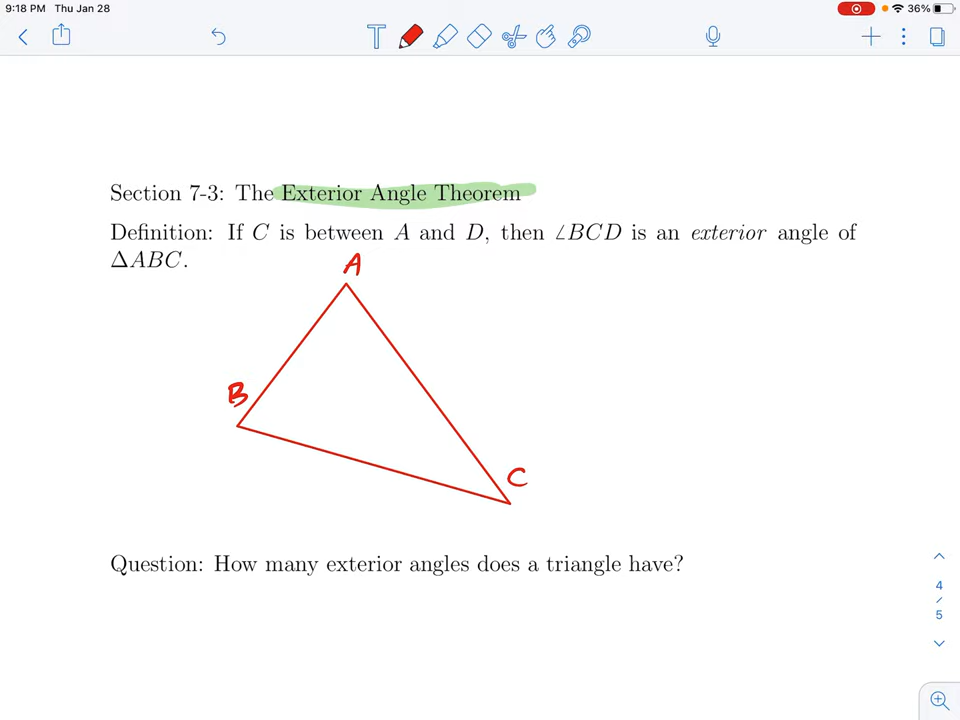 9:18 PM Thu Jan 28
36%
T
Section 7-3: The Exterior Angle Theorem
Definition: If C is between A and D, then ∠BCD is an exterior angle of
ΔABC.
A
B
C
Question: How many exterior angles does a triangle have?
4
/
5